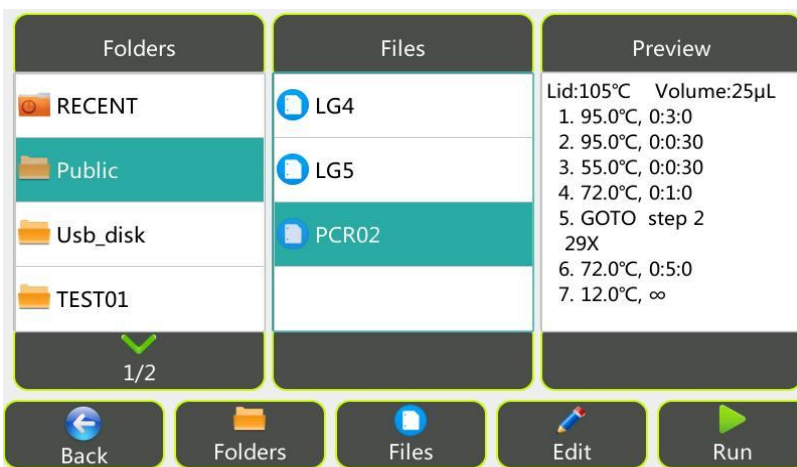 Folders
RECENT
Public
Usb_disk
TEST01
1/2
Files
LG4
LG5
PCR02
Preview
Lid:105℃ Volume:25μL
1. 95.0℃, 0:3:0
2. 95.0℃, 0:0:30
3. 55.0℃, 0:0:30
4. 72.0℃, 0:1:0
5. GOTO step 2
29X
6. 72.0℃, 0:5:0
7. 12.0℃, ∞
Back
Folders
Files
Edit
Run